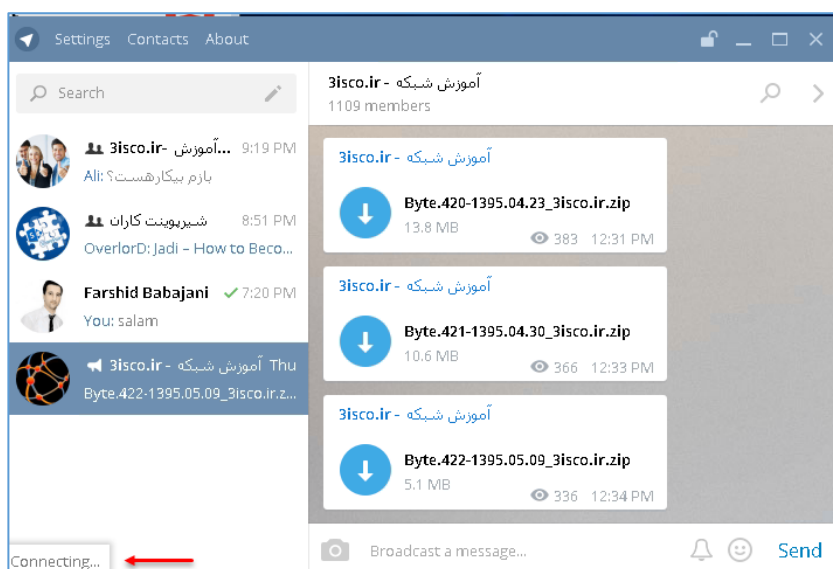 Settings Contacts About
Search
3isco.ir- آموزش... 9:19 PM
Ali: بازم بیکارهست؟
شیرپوینت کاران 8:51 PM
OverlorD: Jadi – How to Beco...
Farshid Babajani 7:20 PM
You: salam
3isco.ir - آموزش شبکه Thu
Byte.422-1395.05.09_3isco.ir.z...
Connecting...
3isco.ir - آموزش شبکه
1109 members
3isco.ir - آموزش شبکه
Byte.420-1395.04.23_3isco.ir.zip
13.8 MB
383 12:31 PM
3isco.ir - آموزش شبکه
Byte.421-1395.04.30_3isco.ir.zip
10.6 MB
366 12:33 PM
3isco.ir - آموزش شبکه
Byte.422-1395.05.09_3isco.ir.zip
5.1 MB
336 12:34 PM
Broadcast a message...
Send